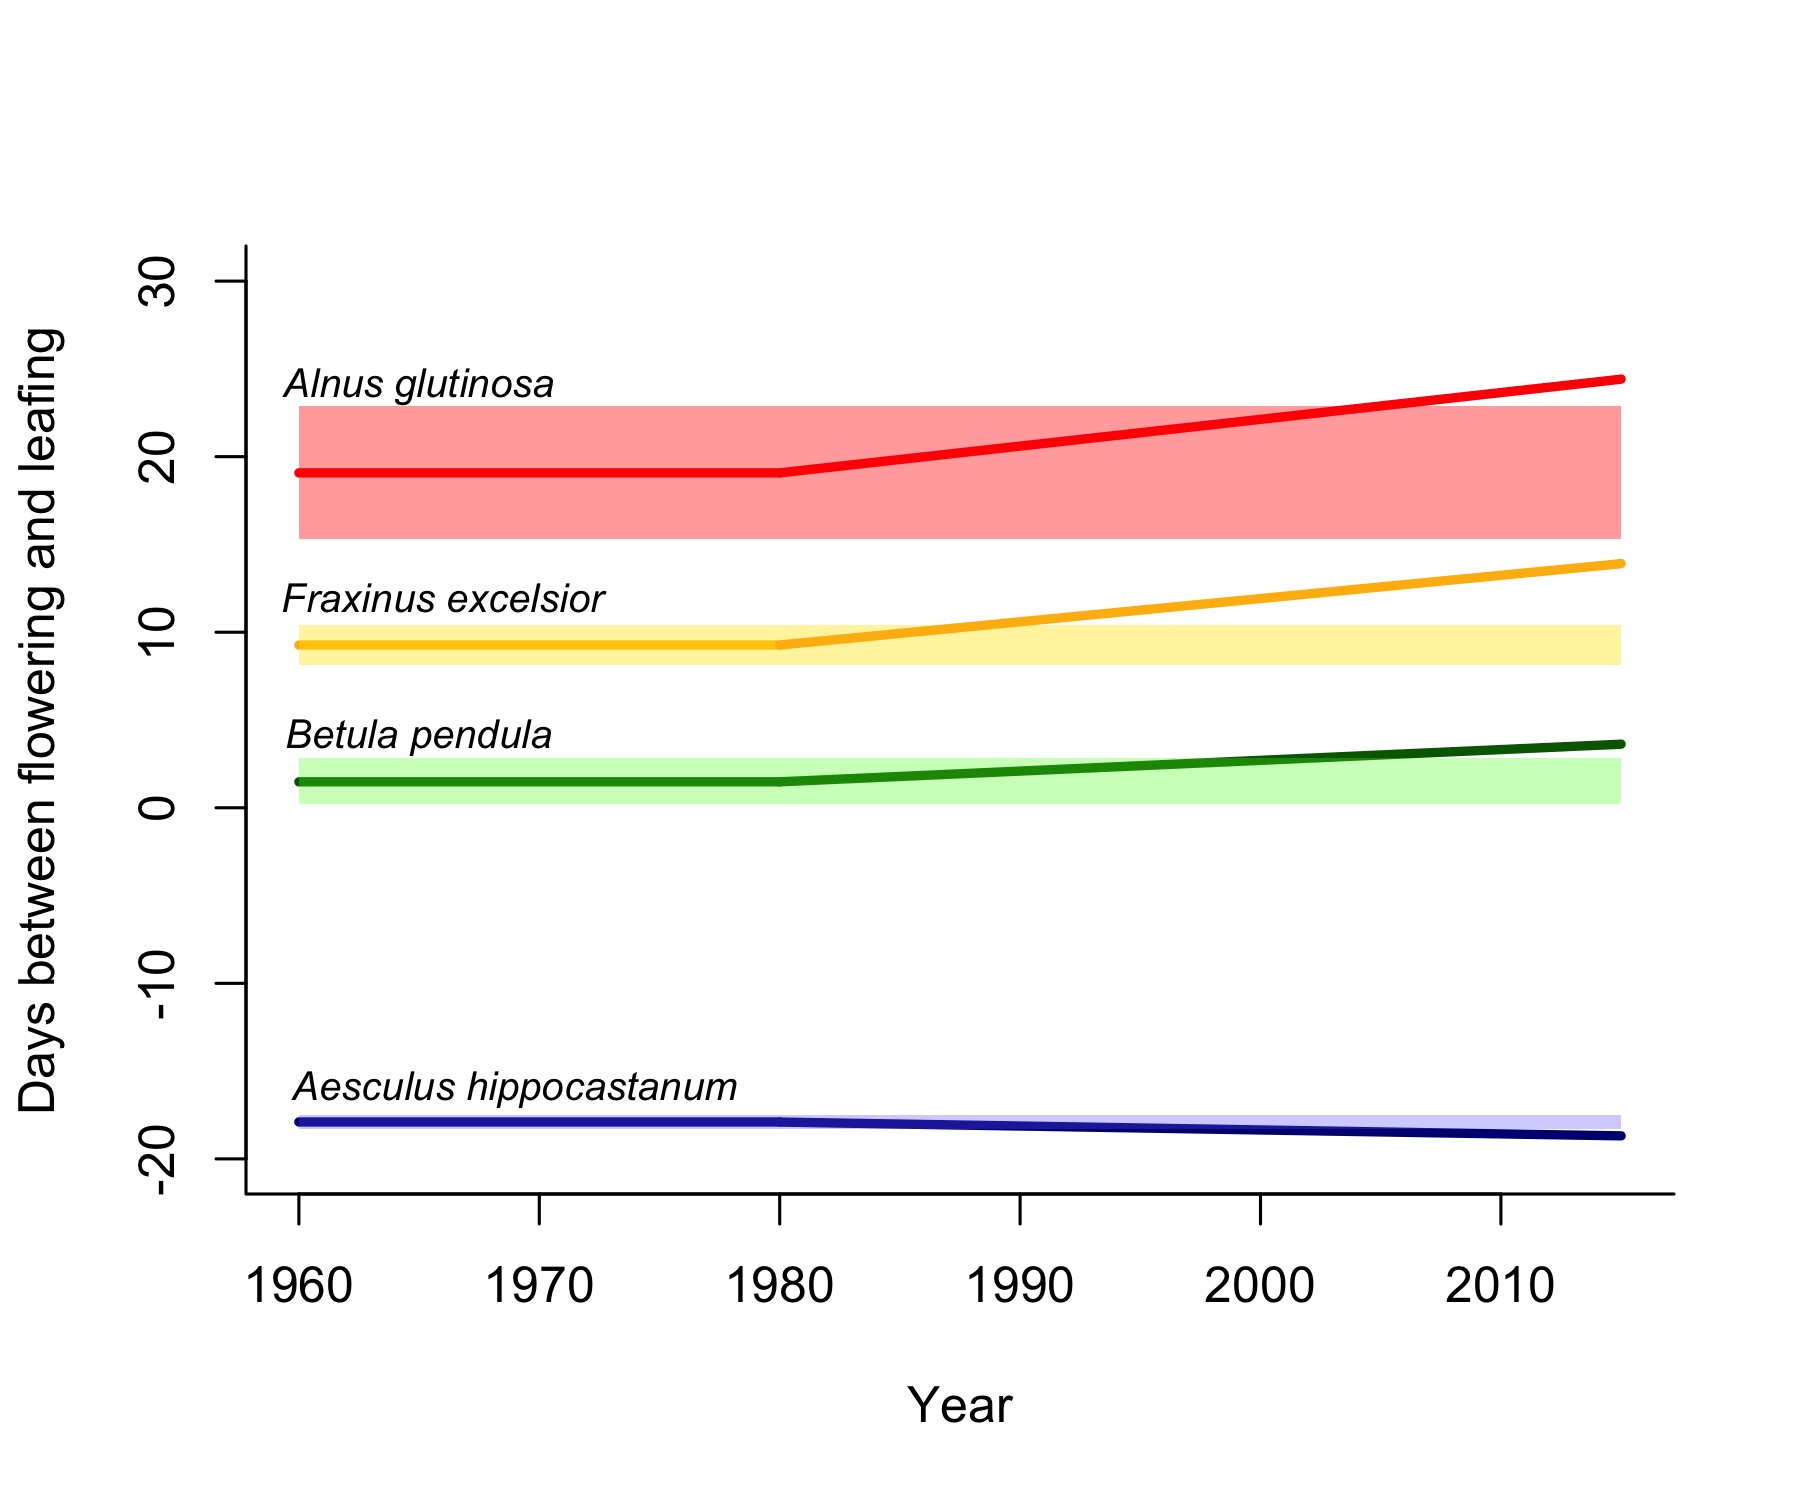 Days between flowering and leafing
30
20
10
0
-10
-20
Alnus glutinosa
Fraxinus excelsior
Betula pendula
Aesculus hippocastanum
1960 1970 1980 1990 2000 2010
Year